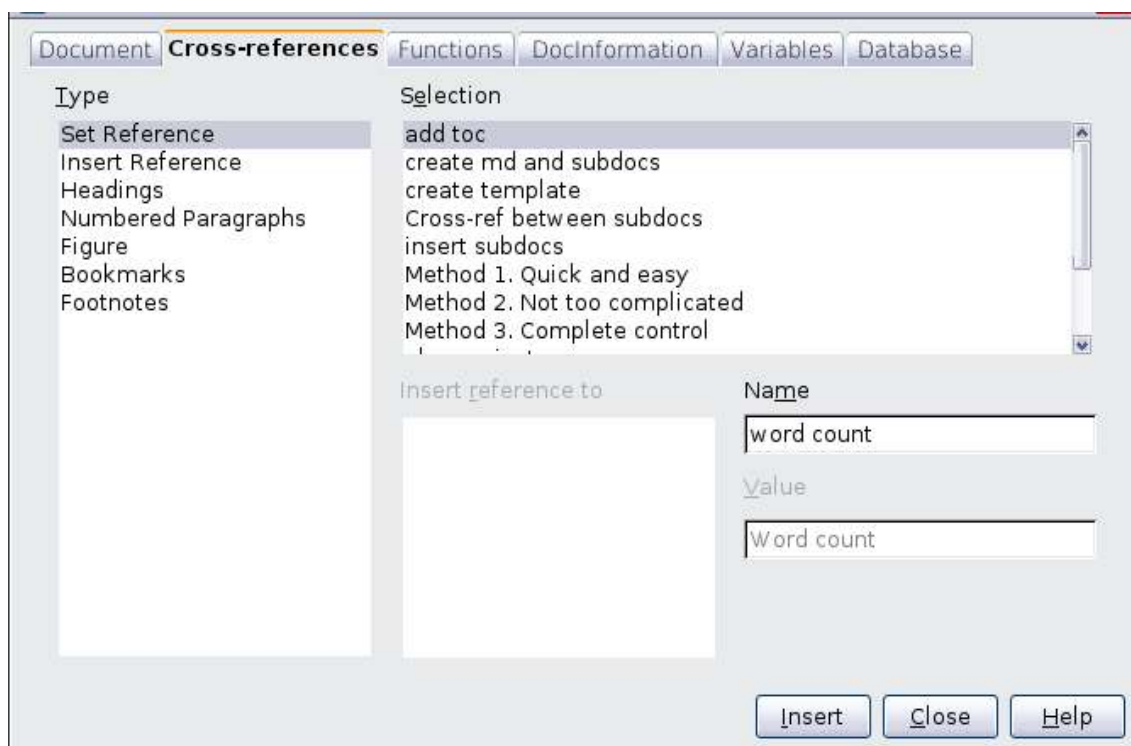 Document Cross-references Functions DocInformation Variables Database
Type
Set Reference
Insert Reference
Headings
Numbered Paragraphs
Figure
Bookmarks
Footnotes
Selection
add toc
create md and subdocs
create template
Cross-ref between subdocs
insert subdocs
Method 1. Quick and easy
Method 2. Not too complicated
Method 3. Complete control
Insert reference to
Name
word count
Value
Word count
Insert Close Help